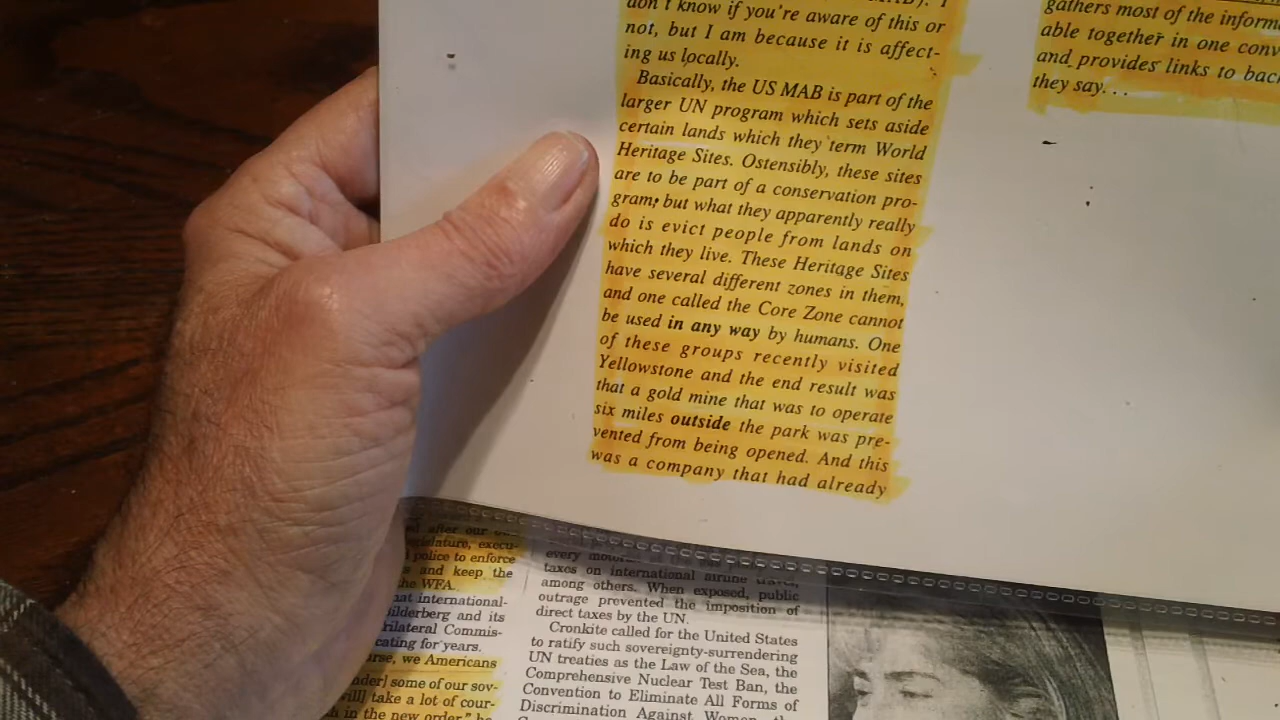 don't know if you're aware of this or
not, but I am because it is affect-
ing us locally.
Basically, the US MAB is part of the
larger UN program which sets aside
certain lands which they term World
Heritage Sites. Ostensibly, these sites
are to be part of a conservation pro-
gram; but what they apparently really
do is evict people from lands on
which they live. These Heritage Sites
have several different zones in them,
and one called the Core Zone cannot
be used in any way by humans. One
of these groups recently visited
Yellowstone and the end result was
that a gold mine that was to operate
six miles outside the park was pre-
vented from being opened. And this
was a company that had already
gathers most of the inform
able together in one conv
and provides links to bac
they say. . .
after our
police to enforce
s and keep the
the WFA.
at international-
ilderberg and its
rilateral Commis-
cating for years.
rse, we Americans
nder] some of our sov-
will] take a lot of cour-
in the new order," he
every
taxes on international airline
among others. When exposed, public
outrage prevented the imposition of
direct taxes by the UN.
Cronkite called for the United States
to ratify such sovereignty-surrendering
UN treaties as the Law of the Sea, the
Comprehensive Nuclear Test Ban, the
Convention to Eliminate All Forms of
Discrimination Against Women, the